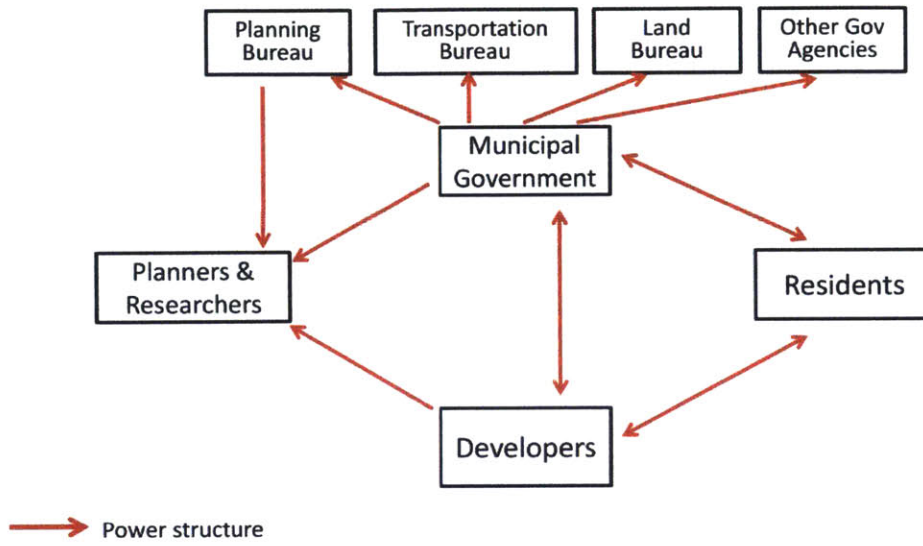 Planning
Bureau
Transportation
Bureau
Land
Bureau
Other Gov
Agencies
Municipal
Government
Planners &
Researchers
Residents
Developers
Power structure